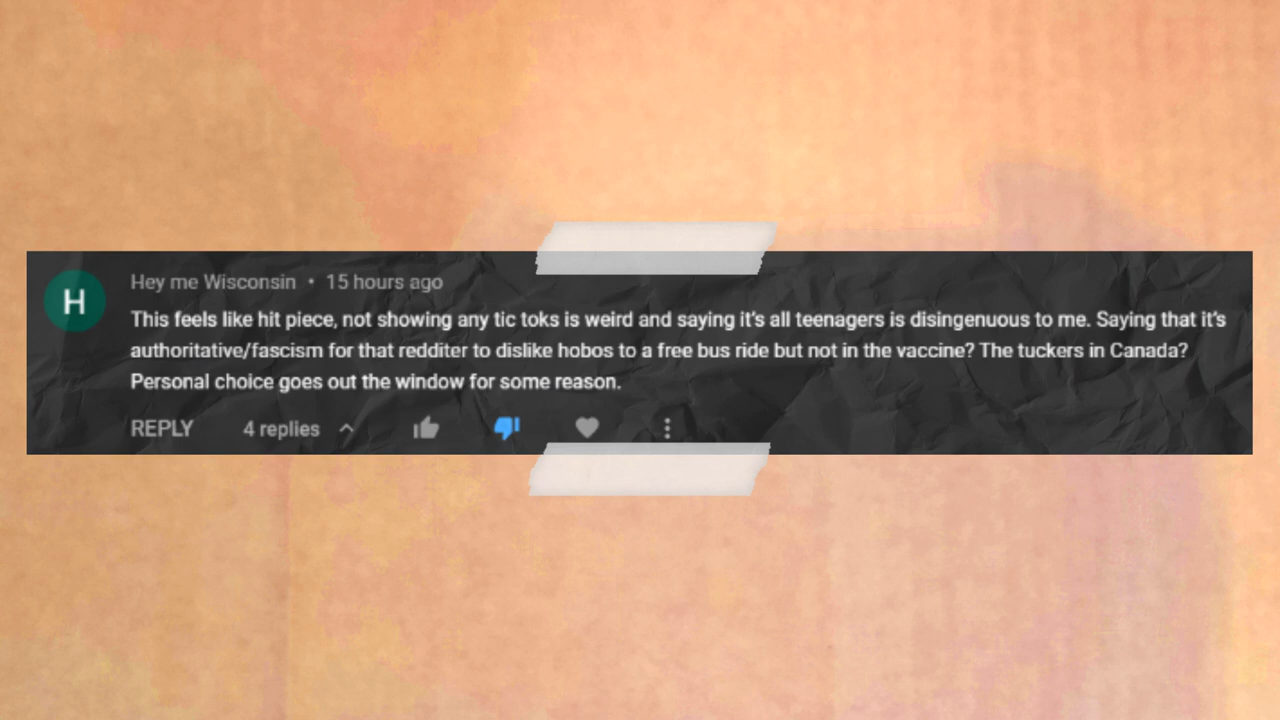 H
Hey me Wisconsin • 15 hours ago
This feels like hit piece, not showing any tic toks is weird and saying it's all teenagers is disingenuous to me. Saying that it's
authoritative/fascism for that redditer to dislike hobos to a free bus ride but not in the vaccine? The tuckers in Canada?
Personal choice goes out the window for some reason.
REPLY 4 replies